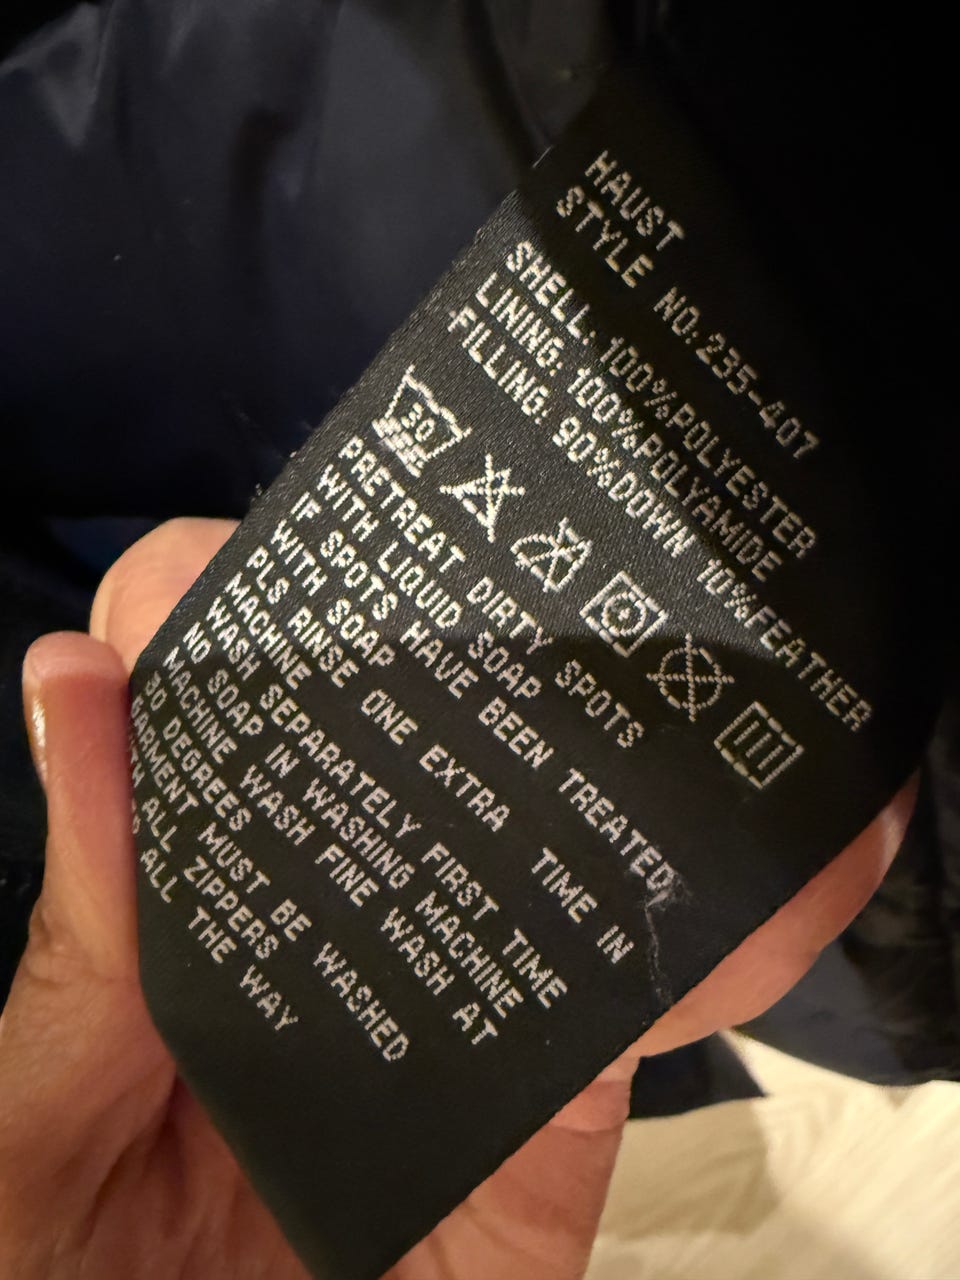 HAUST
STYLE NO:235-407
SHELL: 100%POLYESTER
LINING: 100%POLYAMIDE
FILLING: 90%DOWN 10%FEATHER
30
PRETREAT DIRTY SPOTS
WITH LIQUID SOAP
IF SPOTS HAVE BEEN TREATED
WITH SOAP
PLS RINSE ONE EXTRA TIME IN
MACHINE
WASH SEPARATELY FIRST TIME
NO SOAP IN WASHING MACHINE
MACHINE WASH FINE WASH AT
30 DEGREES
GARMENT MUST BE WASHED
WITH ALL ZIPPERS
ALL THE WAY